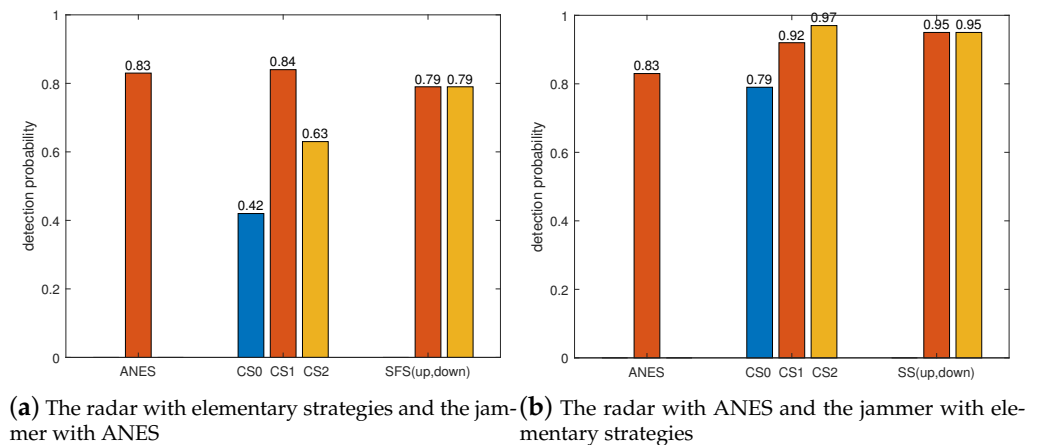 1
0.8
0.6
0.4
0.2
0
detection probability
0.83
0.42
0.84
0.63
0.79 0.79
ANES CS0 CS1 CS2 SFS(up,down)
(a) The radar with elementary strategies and the jam-
mer with ANES
1
0.8
0.6
0.4
0.2
0
detection probability
0.83
0.79
0.92
0.97
0.95 0.95
ANES CS0 CS1 CS2 SS(up,down)
(b) The radar with ANES and the jammer with ele-
mentary strategies